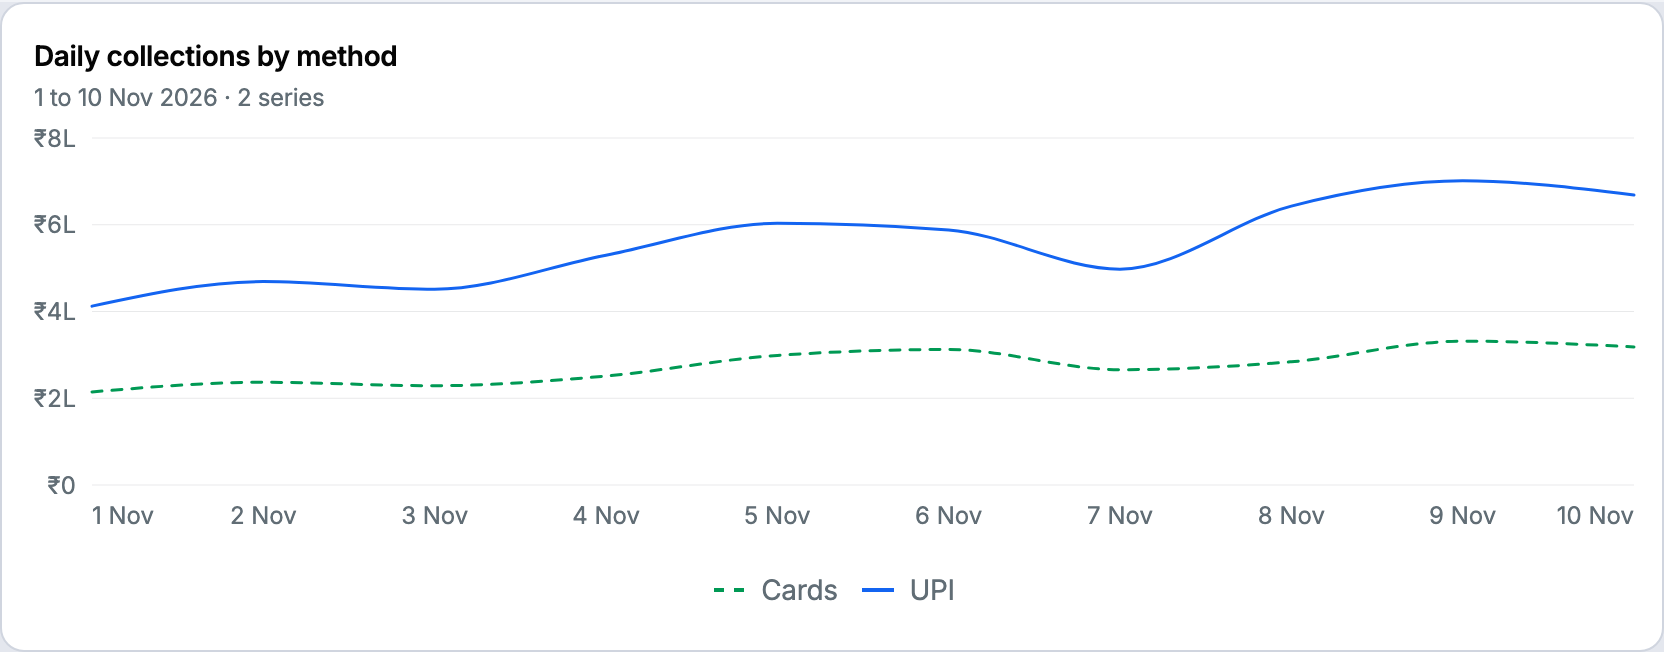 Daily collections by method
1 to 10 Nov 2026 · 2 series
₹8L
₹6L
₹4L
₹2L
₹0
1 Nov 2 Nov 3 Nov 4 Nov 5 Nov 6 Nov 7 Nov 8 Nov 9 Nov 10 Nov
Cards UPI